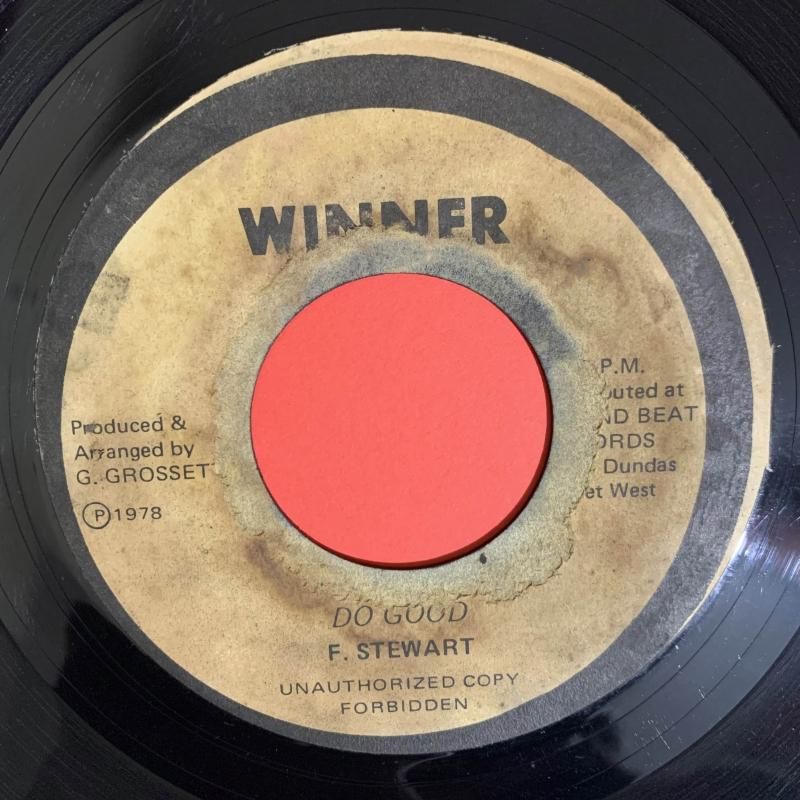 WINNER
Produced &
Arranged by
G. GROSSET
Ⓟ 1978
P.M.
uted at
ND BEAT
ORDS
Dundas
et West
DO GOOD
F. STEWART
UNAUTHORIZED COPY
FORBIDDEN